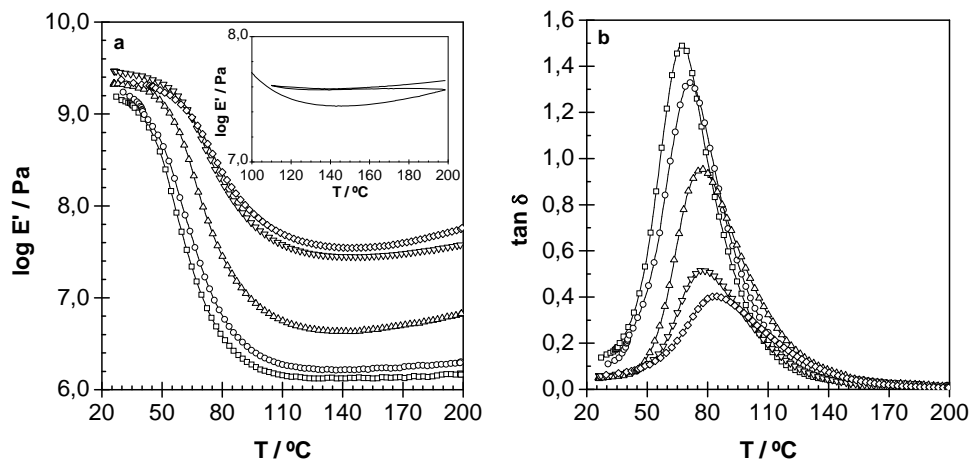 a
10,0
9,0
8,0
7,0
6,0
log E' / Pa
20 50 80 110 140 170 200
T / ºC
8,0
7,0
log E' / Pa
100 120 140 160 180 200
T / ºC
b
1,6
1,4
1,2
1,0
0,8
0,6
0,4
0,2
0,0
tan δ
20 50 80 110 140 170 200
T / ºC